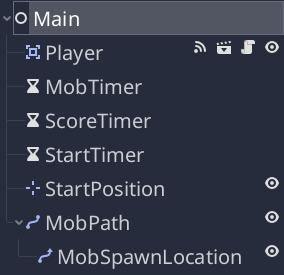 Main
Player
MobTimer
ScoreTimer
StartTimer
StartPosition
MobPath
MobSpawnLocation